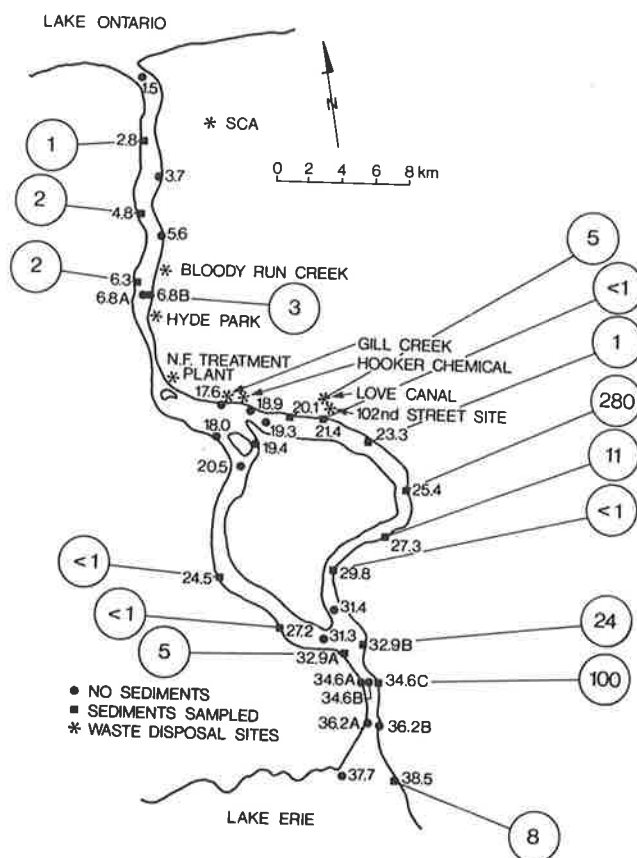 LAKE ONTARIO
1.5
N
* SCA
1
2.8
0 2 4 6 8 km
3.7
2
4.8
5.6
5
* BLOODY RUN CREEK
<1
2
6.3
6.8A
6.8B
3
* HYDE PARK
GILL CREEK
1
N.F. TREATMENT
* PLANT
HOOKER CHEMICAL
LOVE CANAL
17.6
18.9
20.1
* 102nd STREET SITE
280
18.0
19.3
21.4
23.3
19.4
11
20.5
25.4
27.3
<1
<1
24.5
29.8
<1
31.4
27.2
31.3
32.9B
24
5
32.9A
34.6A
34.6C
100
34.6B
● NO SEDIMENTS
■ SEDIMENTS SAMPLED
* WASTE DISPOSAL SITES
36.2A
36.2B
37.7
38.5
LAKE ERIE
8